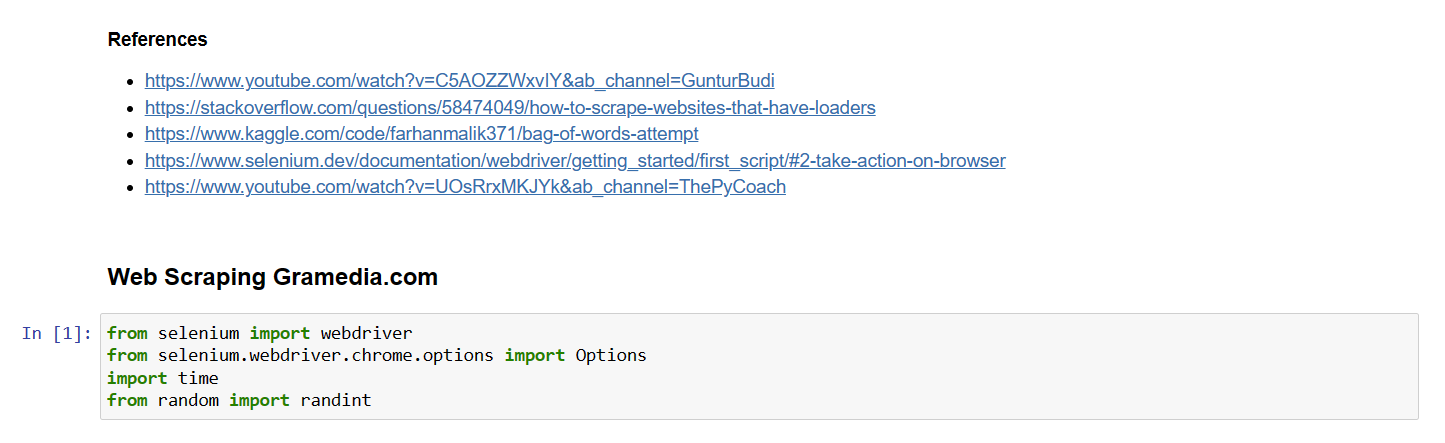 References
https://www.youtube.com/watch?v=C5AOZZWxvIY&ab_channel=GunturBudi
https://stackoverflow.com/questions/58474049/how-to-scrape-websites-that-have-loaders
https://www.kaggle.com/code/farhanmalik371/bag-of-words-attempt
https://www.selenium.dev/documentation/webdriver/getting_started/first_script/#2-take-action-on-browser
https://www.youtube.com/watch?v=UOsRrxMKJYk&ab_channel=ThePyCoach
Web Scraping Gramedia.com
In [1]: from selenium import webdriver
from selenium.webdriver.chrome.options import Options
import time
from random import randint